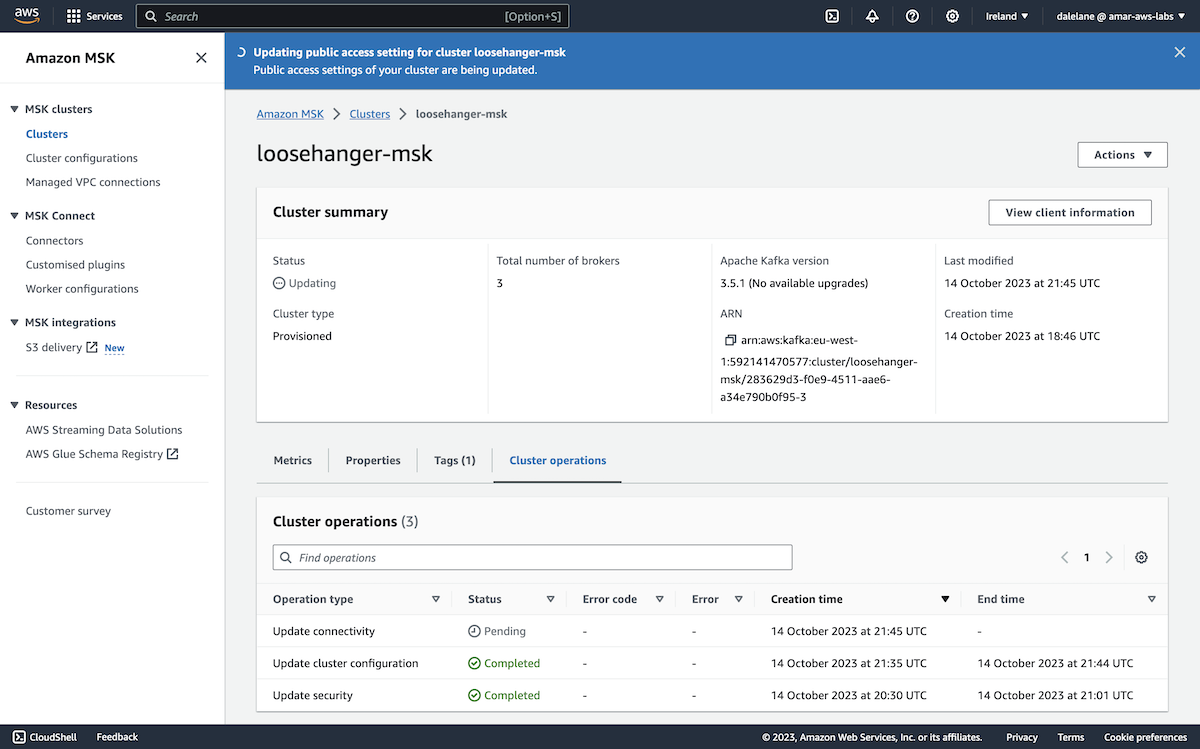 aws
Services
Search [Option+S]
Ireland ▼
dalelane @ amar-aws-labs ▼
Amazon MSK
Updating public access setting for cluster loosehanger-msk
Public access settings of your cluster are being updated.
MSK clusters
Clusters
Cluster configurations
Managed VPC connections
MSK Connect
Connectors
Customised plugins
Worker configurations
MSK integrations
S3 delivery New
Resources
AWS Streaming Data Solutions
AWS Glue Schema Registry
Customer survey
Amazon MSK > Clusters > loosehanger-msk
loosehanger-msk
Actions ▼
Cluster summary
View client information
Status
Updating
Cluster type
Provisioned
Total number of brokers
3
Apache Kafka version
3.5.1 (No available upgrades)
ARN
arn:aws:kafka:eu-west-
1:592141470577:cluster/loosehanger-
msk/283629d3-f0e9-4511-aae6-
a34e790b0f95-3
Last modified
14 October 2023 at 21:45 UTC
Creation time
14 October 2023 at 18:46 UTC
Metrics Properties Tags (1) Cluster operations
Cluster operations (3)
Find operations
1
Operation type Status Error code Error Creation time End time
Update connectivity Pending - - 14 October 2023 at 21:45 UTC -
Update cluster configuration Completed - - 14 October 2023 at 21:35 UTC 14 October 2023 at 21:44 UTC
Update security Completed - - 14 October 2023 at 20:30 UTC 14 October 2023 at 21:01 UTC
CloudShell Feedback © 2023, Amazon Web Services, Inc. or its affiliates. Privacy Terms Cookie preferences